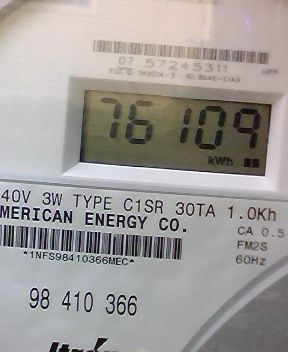 07 57245311
76109
kWh
40V 3W TYPE C1SR 30TA 1.0Kh
MERICAN ENERGY CO.
CA 0.5
FM2S
60Hz
*1NFS98410366MEC*
98 410 366
Itron